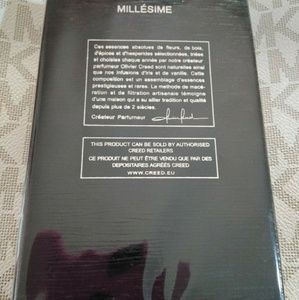 MILLÉSIME
Ces essences absolues de fleurs, de bois,
d'épices et d'hespérides sélectionnées, triées
et choisies chaque année par notre créateur
parfumeur Olivier Creed sont naturelles ainsi
que nos infusions d'iris et de vanille. Cette
composition est un assemblage d'essences
prestigieuses et rares. La methode de macé-
ration et de filtration artisanales témoigne
d'une maison qui a su allier tradition et qualité
depuis plus de 2 siècles.
Créateur Parfumeur
THIS PRODUCT CAN BE SOLD BY AUTHORISED
CREED RETAILERS
CE PRODUIT NE PEUT ÊTRE VENDU QUE PAR DES
DEPOSITAIRES AGRÉÉS CREED
WWW.CREED.EU